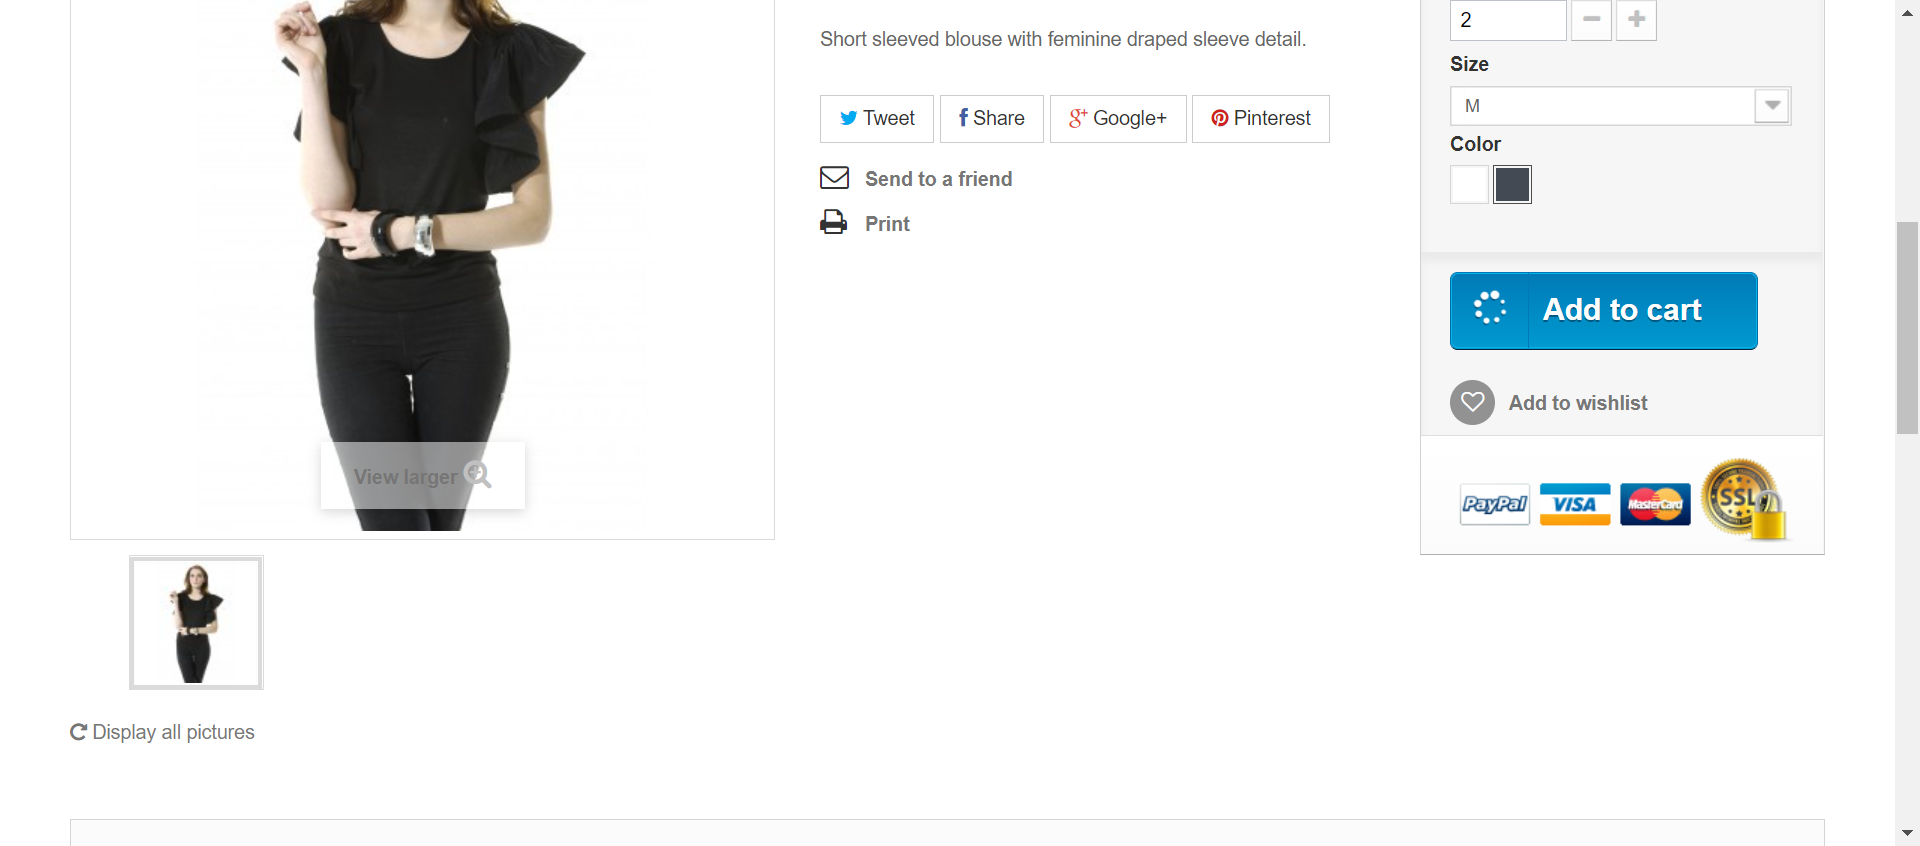 Short sleeved blouse with feminine draped sleeve detail.
Tweet
Share
Google+
Pinterest
Send to a friend
Print
View larger
Display all pictures
2
Size
M
Color
Add to cart
Add to wishlist
PayPal
VISA
MasterCard
SSL